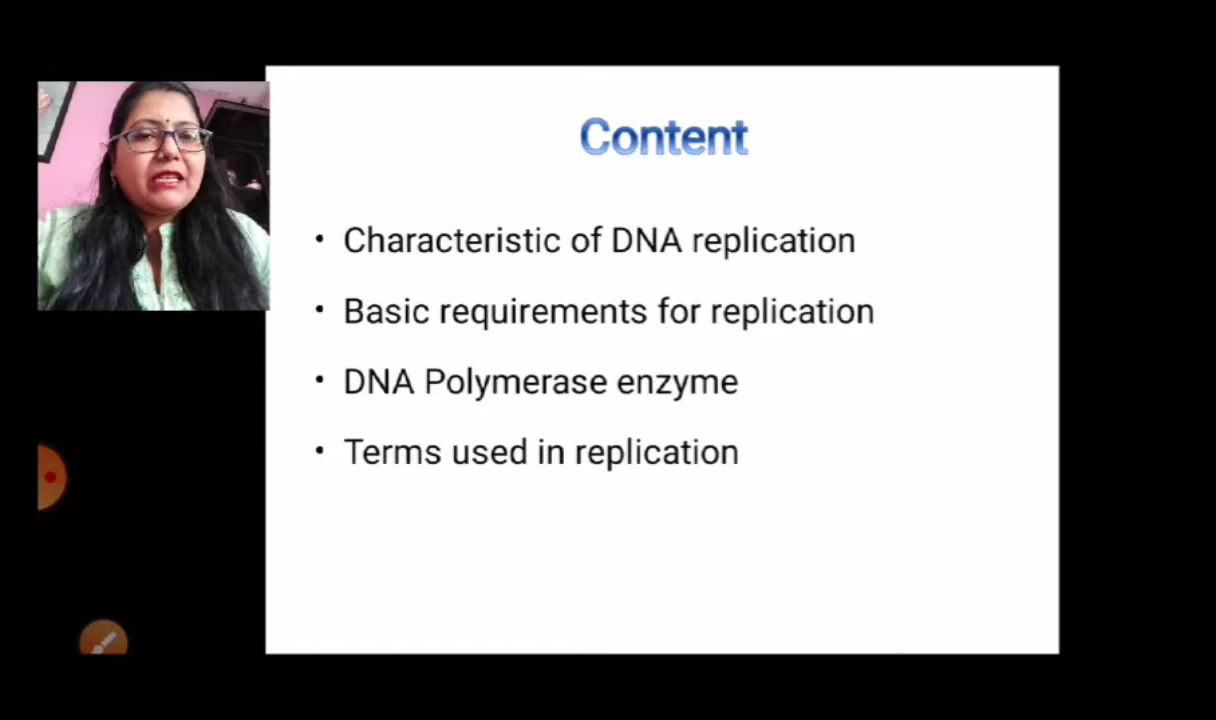 Content
• Characteristic of DNA replication
• Basic requirements for replication
• DNA Polymerase enzyme
• Terms used in replication